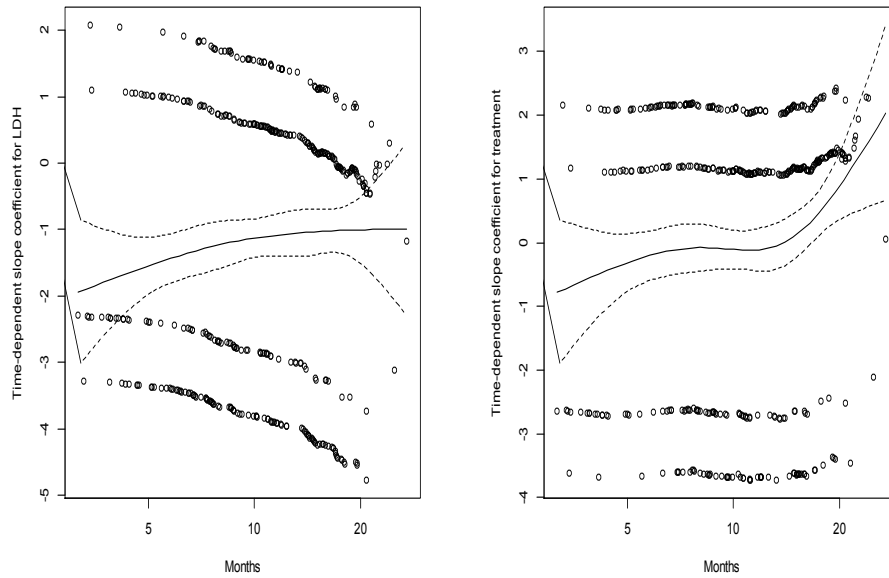 Time-dependent slope coefficient for LDH
2
1
0
-1
-2
-3
-4
-5
5 10 20
Months
Time-dependent slope coefficient for treatment
3
2
1
0
-1
-2
-3
-4
5 10 20
Months